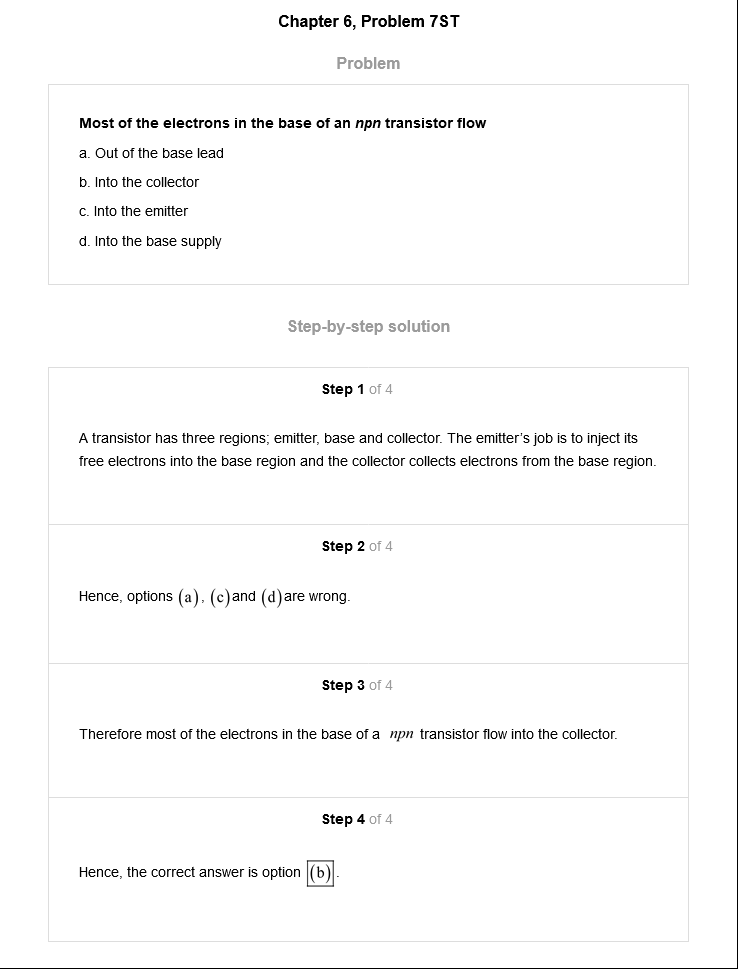 Chapter 6, Problem 7ST
Problem
Most of the electrons in the base of an npn transistor flow
a. Out of the base lead
b. Into the collector
c. Into the emitter
d. Into the base supply
Step-by-step solution
Step 1 of 4
A transistor has three regions; emitter, base and collector. The emitter's job is to inject its
free electrons into the base region and the collector collects electrons from the base region.
Step 2 of 4
Hence, options (a), (c) and (d) are wrong.
Step 3 of 4
Therefore most of the electrons in the base of a npn transistor flow into the collector.
Step 4 of 4
Hence, the correct answer is option (b).